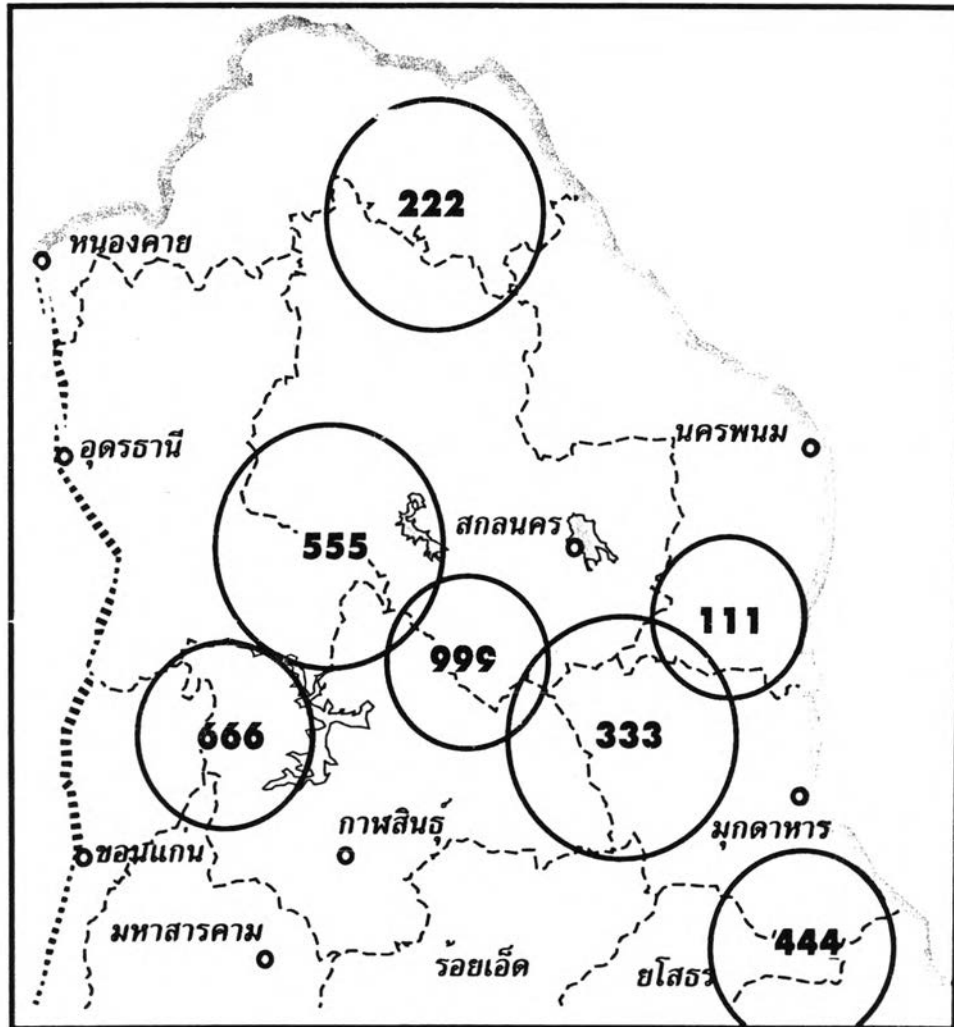 222
หนองคาย
นครพนม
อุดรธานี
สกลนคร
555
111
999
666
333
กาฬสินธุ์
มุกดาหาร
ขอนแก่น
มหาสารคาม
ร้อยเอ็ด
ยโสธร
444